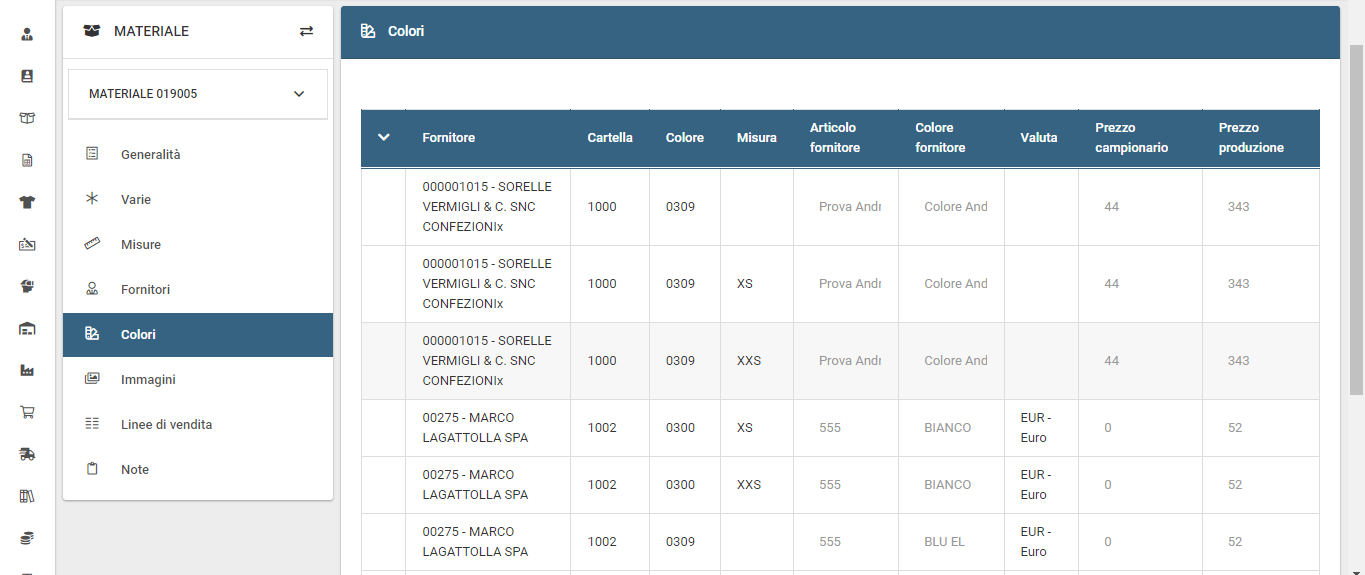 MATERIALE
MATERIALE 019005
Generalità
Varie
Misure
Fornitori
Colori
Immagini
Linee di vendita
Note
Colori
Fornitore Cartella Colore Misura Articolo fornitore Colore fornitore Valuta Prezzo campionario Prezzo produzione
000001015 - SORELLE
VERMIGLI & C. SNC 1000 0309 Prova Andr Colore And 44 343
CONFEZIONIx
000001015 - SORELLE
VERMIGLI & C. SNC 1000 0309 XS Prova Andr Colore And 44 343
CONFEZIONIx
000001015 - SORELLE
VERMIGLI & C. SNC 1000 0309 XXS Prova Andr Colore And 44 343
CONFEZIONIx
00275 - MARCO
LAGATTOLLA SPA 1002 0300 XS 555 BIANCO EUR - Euro 0 52
00275 - MARCO
LAGATTOLLA SPA 1002 0300 XXS 555 BIANCO EUR - Euro 0 52
00275 - MARCO
LAGATTOLLA SPA 1002 0309 555 BLU EL EUR - Euro 0 52